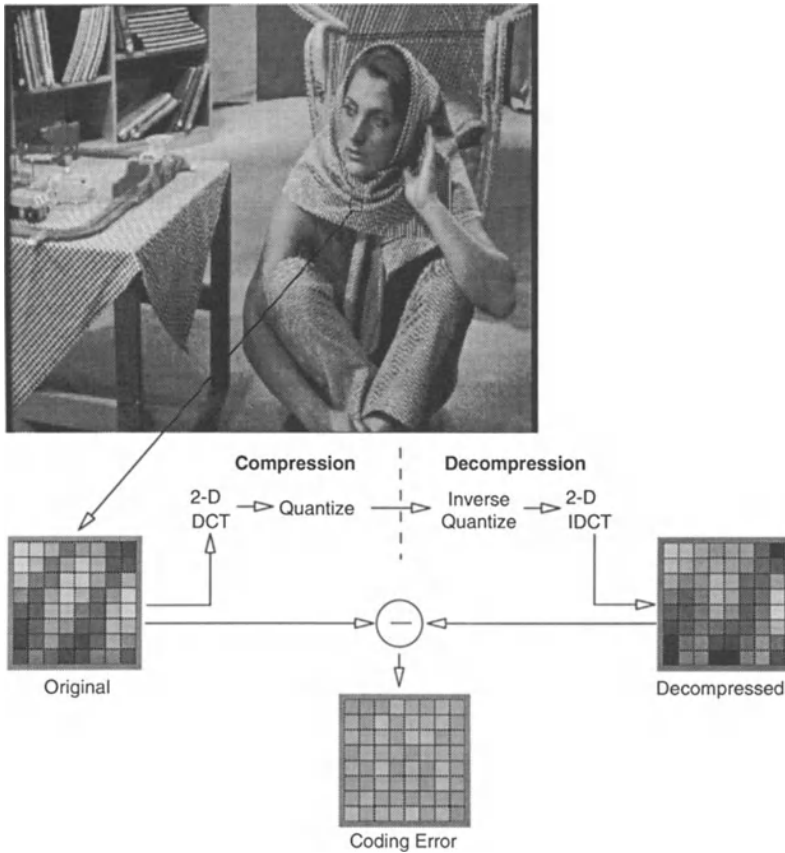 Compression
Decompression
2-D
DCT
Quantize
Inverse
Quantize
2-D
IDCT
Original
Decompressed
Coding Error